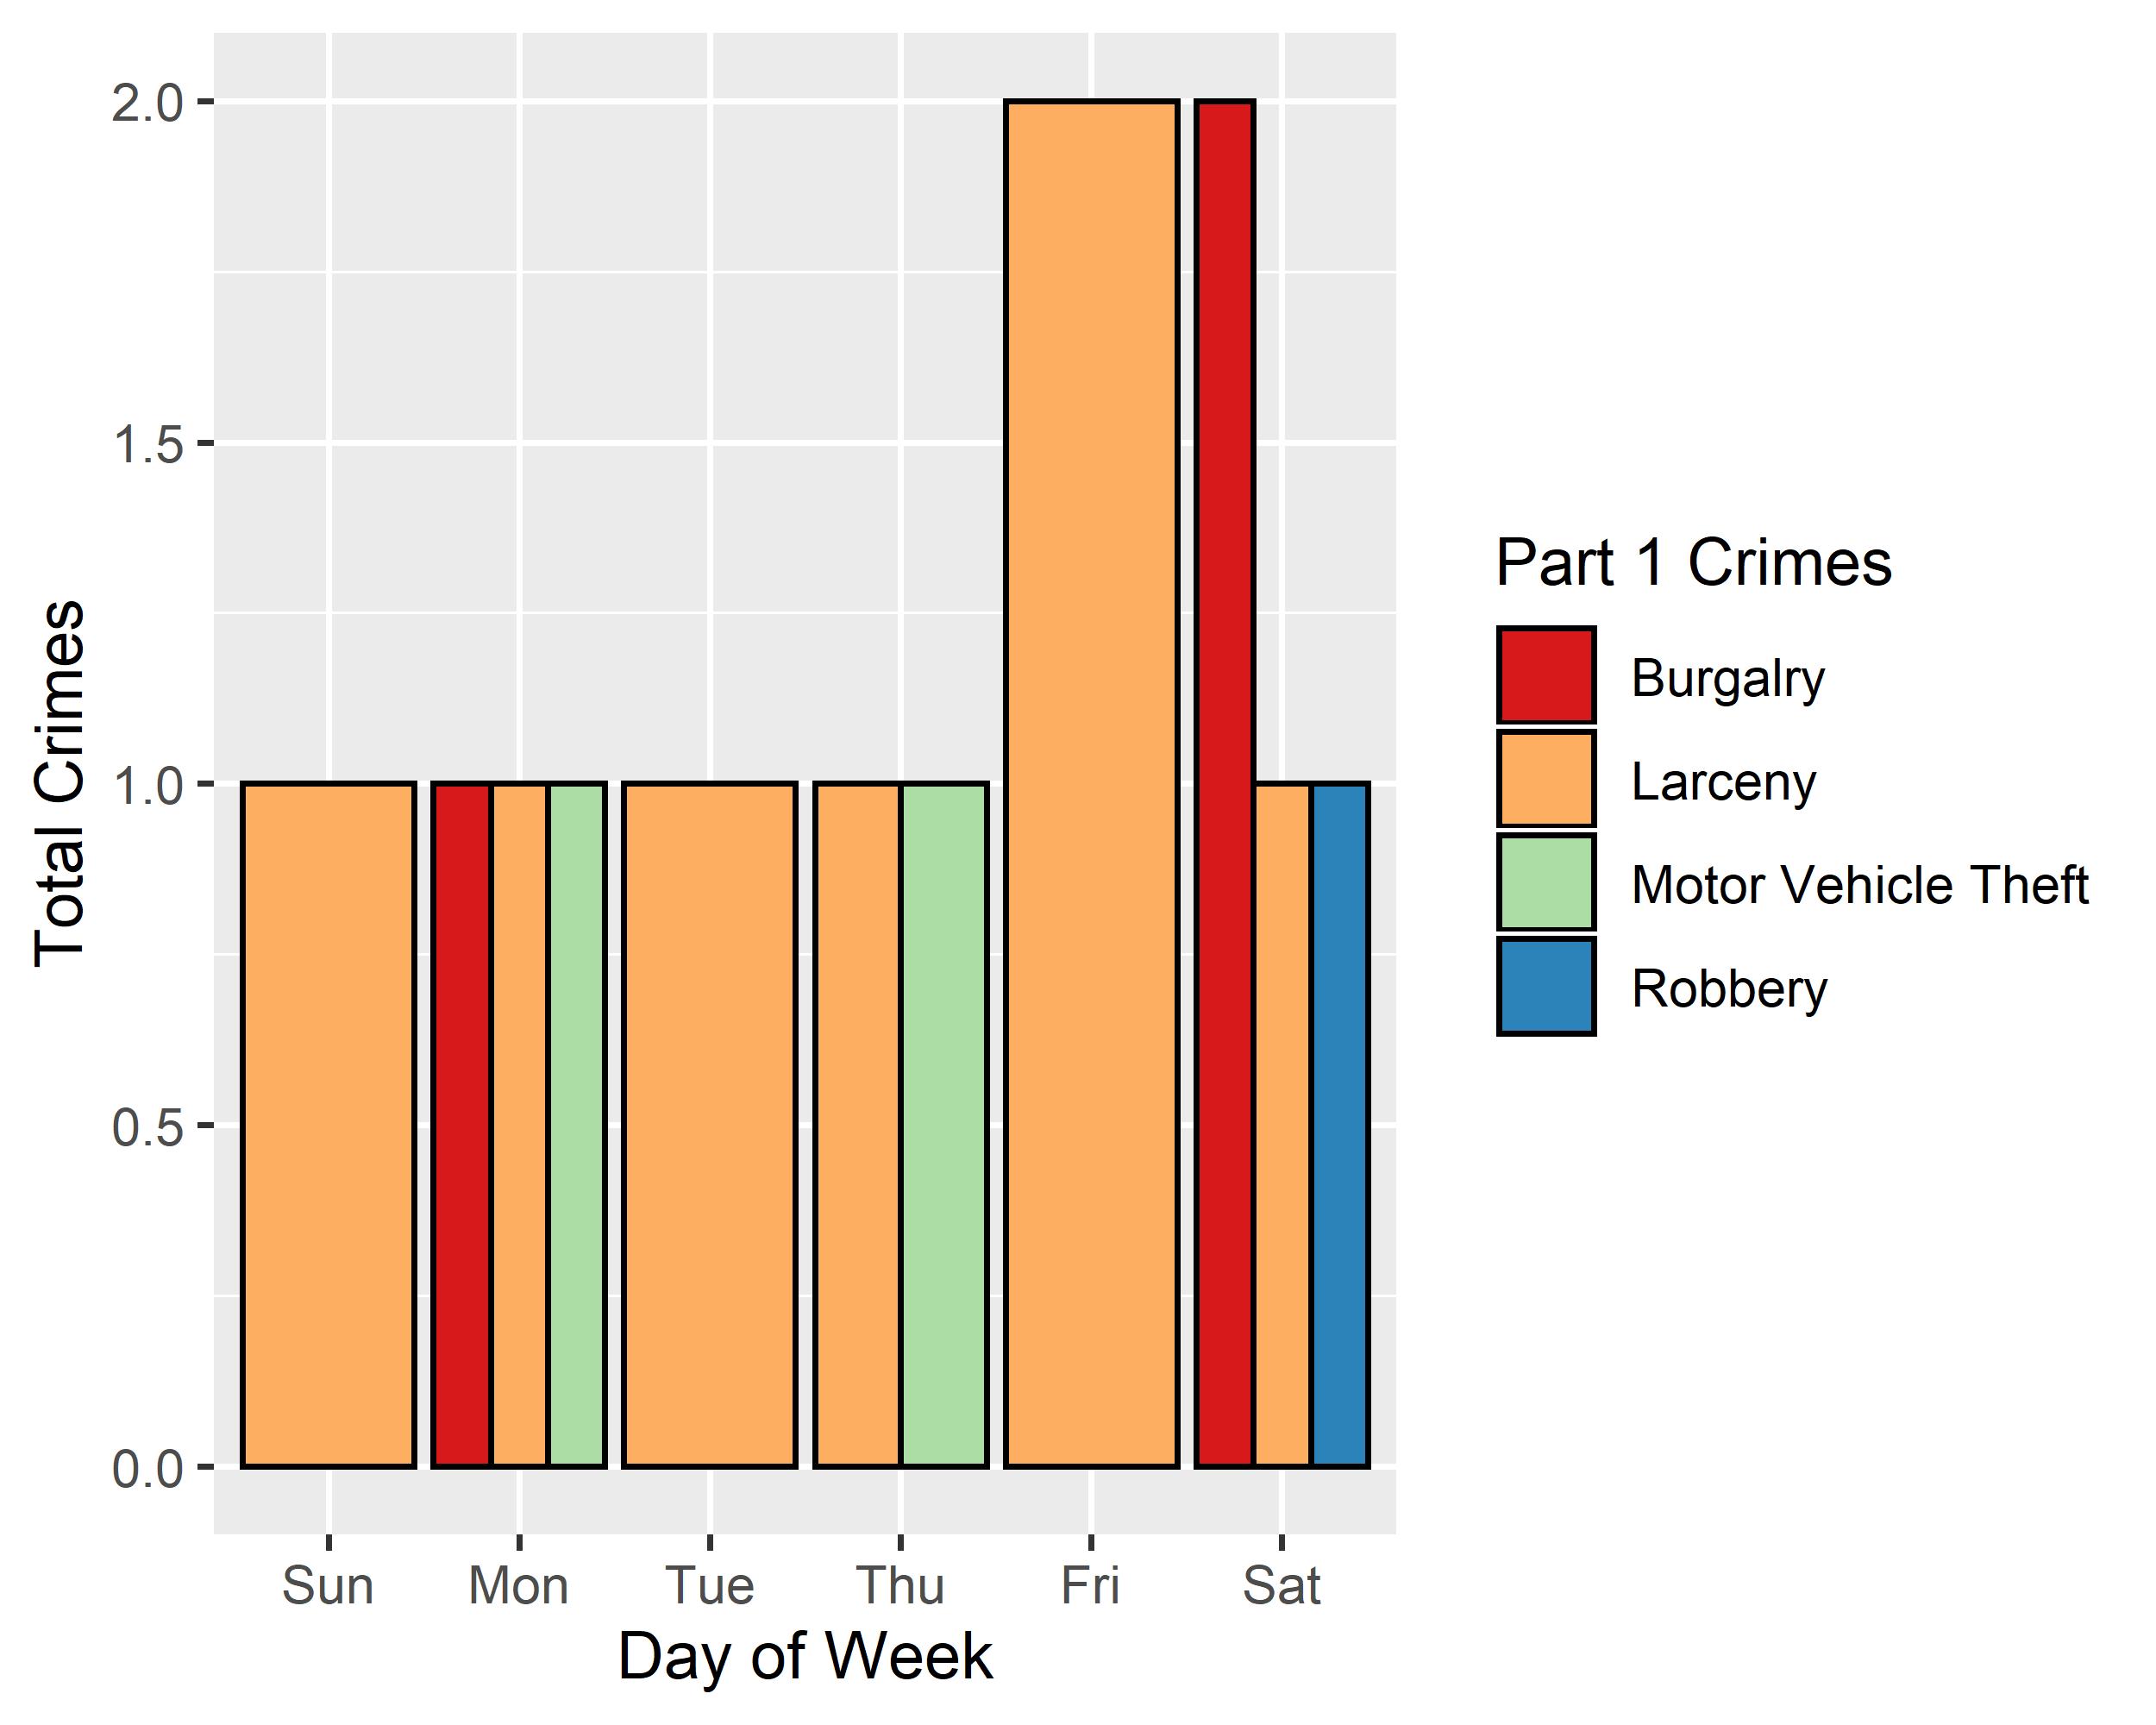 Total Crimes
2.0
1.5
1.0
0.5
0.0
Sun Mon Tue Thu Fri Sat
Day of Week
Part 1 Crimes
Burgalry
Larceny
Motor Vehicle Theft
Robbery